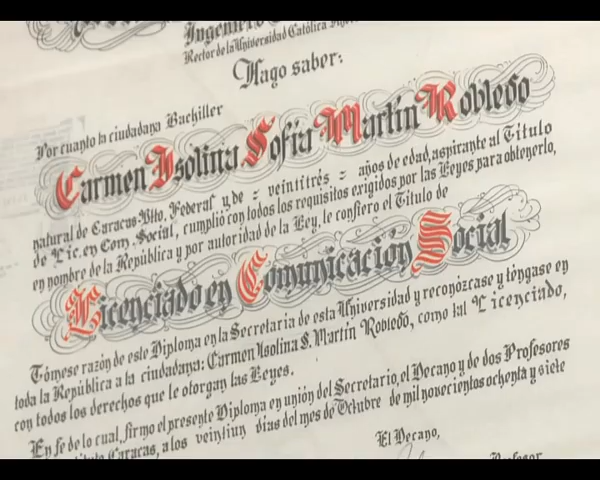 Ingeniero
Rector de la Universidad Católica
Hago saber:
Por cuanto la ciudadana Bachiller
Carmen Isolina Sofía Martín Robledo
natural de Caracas-Dto. Federal y de = veintitrés = años de edad, aspirante al Título
de Lic. en Com. Social, cumplió con todos los requisitos exigidos por las Leyes para obtenerlo,
en nombre de la República y por autoridad de la Ley, le confiero el Título de
Licenciado en Comunicación Social
Tómese razón de este Diploma en la Secretaría de esta Universidad y reconózcase y téngase en
toda la República a la ciudadana: Carmen Isolina S. Martín Robledo, como tal Licenciado,
con todos los derechos que le otorgan las Leyes.
En fe de lo cual, firmo el presente Diploma en unión del Secretario, el Decano y de dos Profesores
Caracas, a los veintiun días del mes de Octubre de mil novecientos ochenta y siete
El Decano,
Profesor